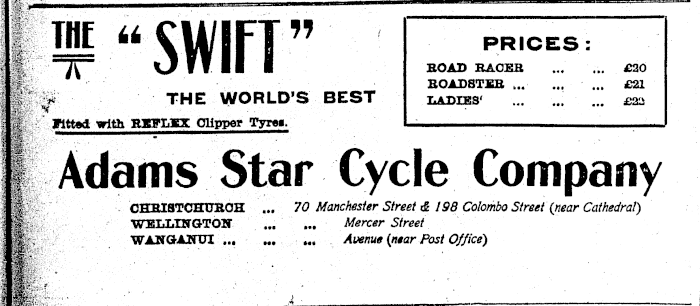 THE "SWIFT"
THE WORLD'S BEST
Fitted with REFLEX Clipper Tyres.
PRICES:
ROAD RACER ... ... £20
ROADSTER ... ... ... £21
LADIES' ... ... £22
Adams Star Cycle Company
CHRISTCHURCH ... 70 Manchester Street & 198 Colombo Street (near Cathedral)
WELLINGTON ... ... Mercer Street
WANGANUI ... ... ... Avenue (near Post Office)